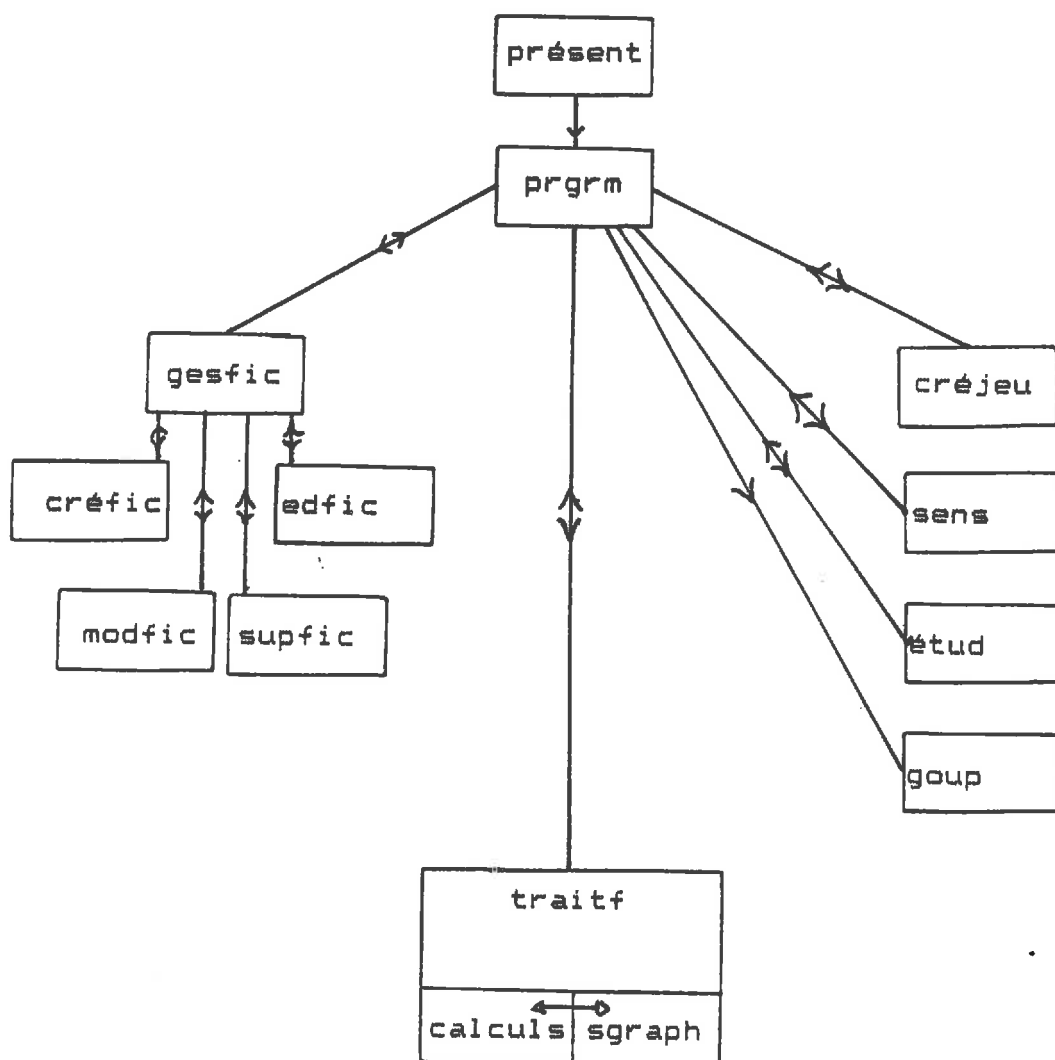 présent
prgrm
gesfic
créjeu
créfic
edfic
sens
modfic
supfic
étud
goup
traitf
calculs
sgraph